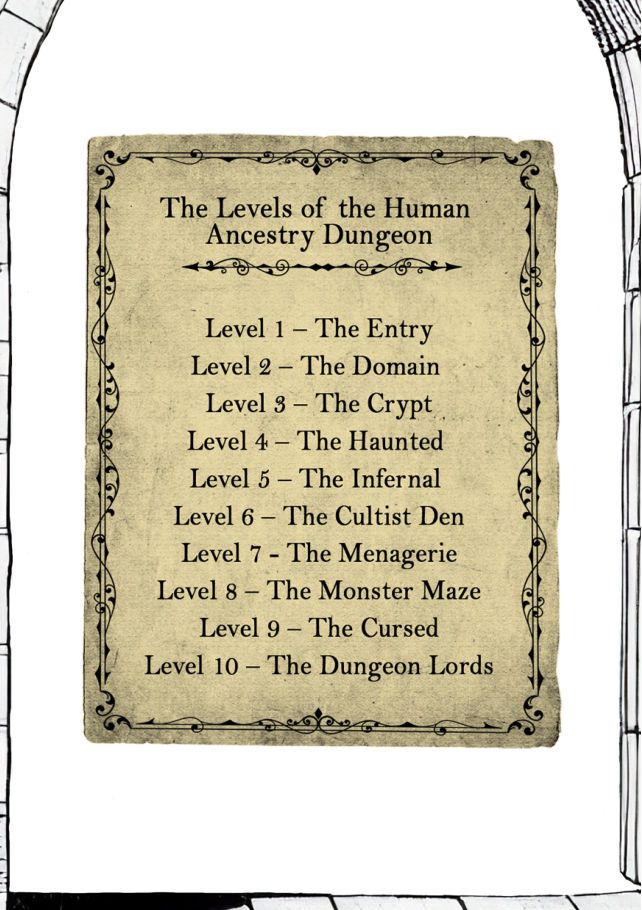 The Levels of the Human
Ancestry Dungeon
Level 1 – The Entry
Level 2 – The Domain
Level 3 – The Crypt
Level 4 – The Haunted
Level 5 – The Infernal
Level 6 – The Cultist Den
Level 7 - The Menagerie
Level 8 – The Monster Maze
Level 9 – The Cursed
Level 10 – The Dungeon Lords